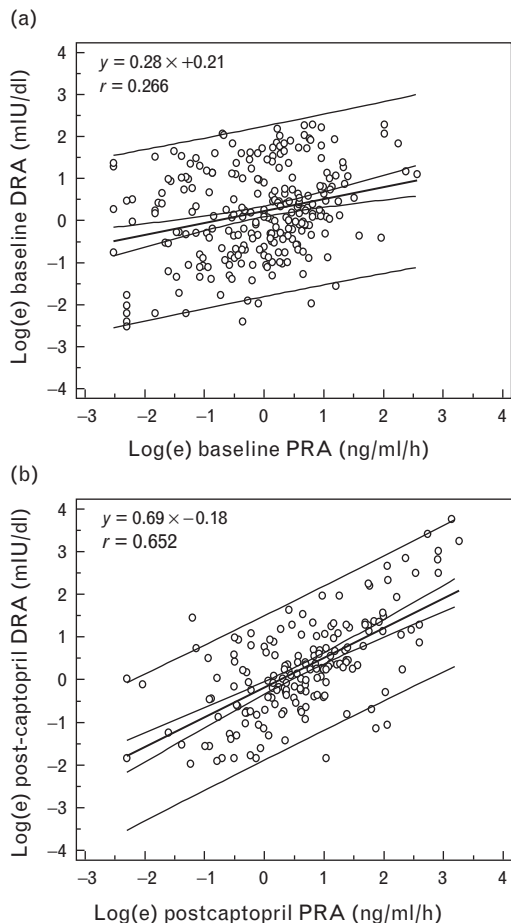 (a)
Log(e) baseline DRA (mIU/dl)
y = 0.28 × +0.21
r = 0.266
4
3
2
1
0
−1
−2
−3
−4
−3 −2 −1 0 1 2 3 4
Log(e) baseline PRA (ng/ml/h)
(b)
Log(e) post-captopril DRA (mIU/dl)
y = 0.69 × −0.18
r = 0.652
4
3
2
1
0
−1
−2
−3
−4
−3 −2 −1 0 1 2 3 4
Log(e) postcaptopril PRA (ng/ml/h)